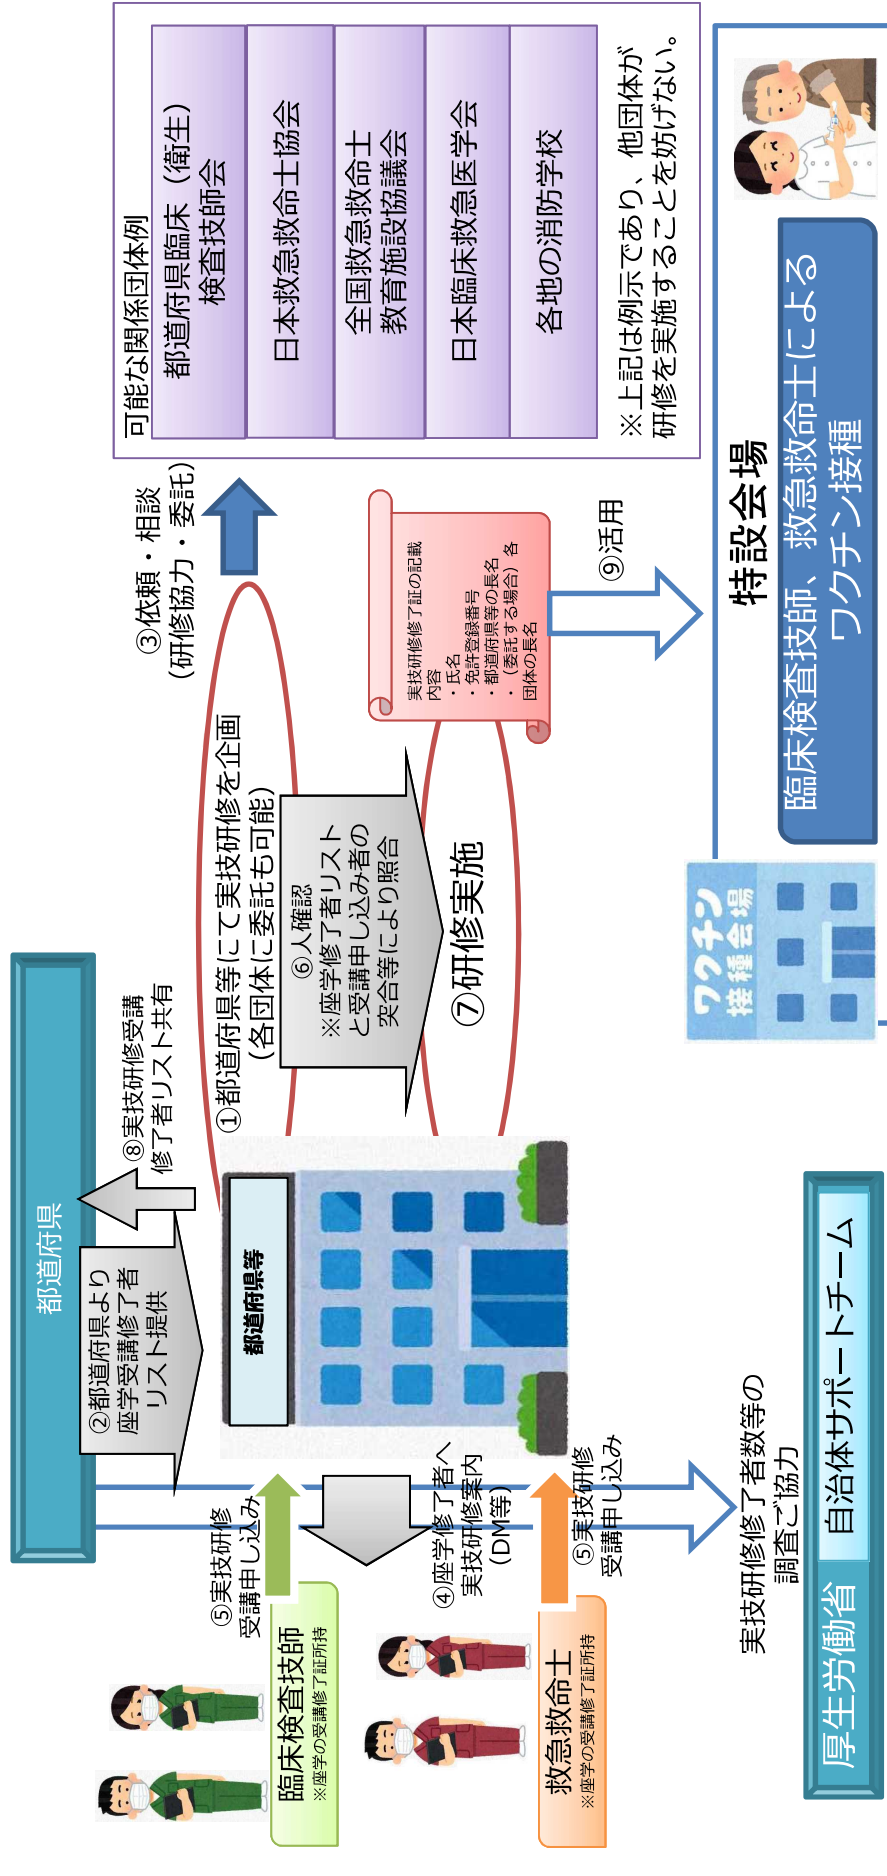 都道府県
②都道府県より
座学受講修了者
リスト提供
⑧実技研修受講
修了者リスト共有
①都道府県等にて実技研修を企画
（各団体に委託も可能）
③依頼・相談
（研修協力・委託）
可能な関係団体例
都道府県臨床（衛生）
検査技師会
日本救急救命士協会
全国救急救命士
教育施設協議会
日本臨床救急医学会
各地の消防学校
※上記は例示であり、他団体が
研修を実施することを妨げない。
⑤実技研修
受講申し込み
臨床検査技師
※座学の受講修了証所持
都道府県等
④座学修了者へ
実技研修案内
（DM等）
⑤実技研修
受講申し込み
救急救命士
※座学の受講修了証所持
⑥人確認
※座学修了者リスト
と受講申し込み者の
突合等により照合
⑦研修実施
実技研修修了証の記載
内容
・氏名
・免許登録番号
・都道府県等の長名
・（委託する場合）各
団体の長名
⑨活用
実技研修修了者数等の
調査ご協力
厚生労働省
自治体サポートチーム
ワクチン
接種会場
特設会場
臨床検査技師、救急救命士による
ワクチン接種